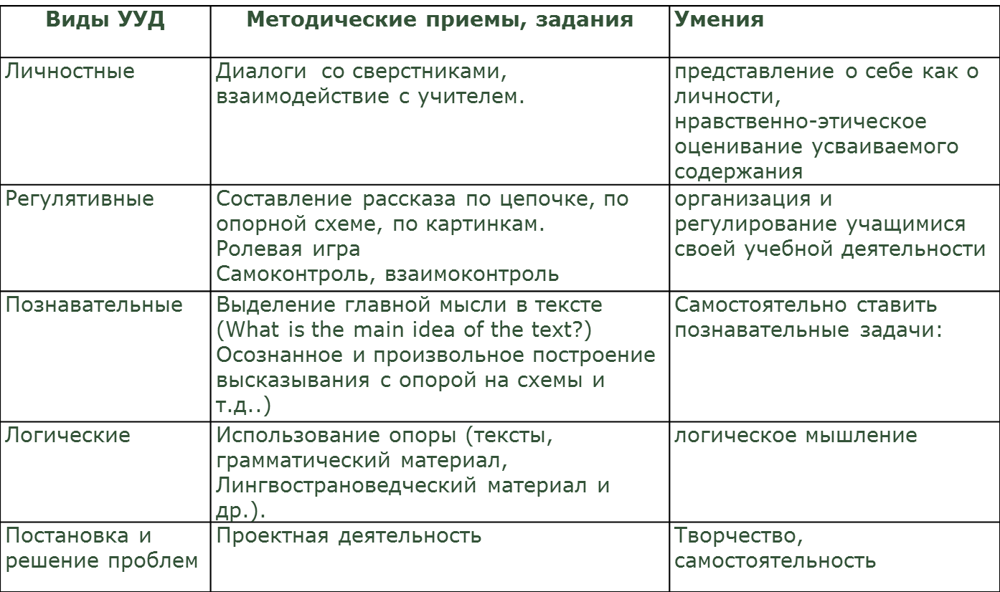 Виды УУД
Методические приемы, задания
Умения
Личностные
Диалоги со сверстниками,
взаимодействие с учителем.
представление о себе как о
личности,
нравственно-этическое
оценивание усваиваемого
содержания
Регулятивные
Составление рассказа по цепочке, по
опорной схеме, по картинкам.
Ролевая игра
Самоконтроль, взаимоконтроль
организация и
регулирование учащимися
своей учебной деятельности
Познавательные
Выделение главной мысли в тексте
(What is the main idea of the text?)
Осознанное и произвольное построение
высказывания с опорой на схемы и
т.д..)
Самостоятельно ставить
познавательные задачи:
Логические
Использование опоры (тексты,
грамматический материал,
Лингвострановедческий материал и
др.).
логическое мышление
Постановка и
решение проблем
Проектная деятельность
Творчество,
самостоятельность